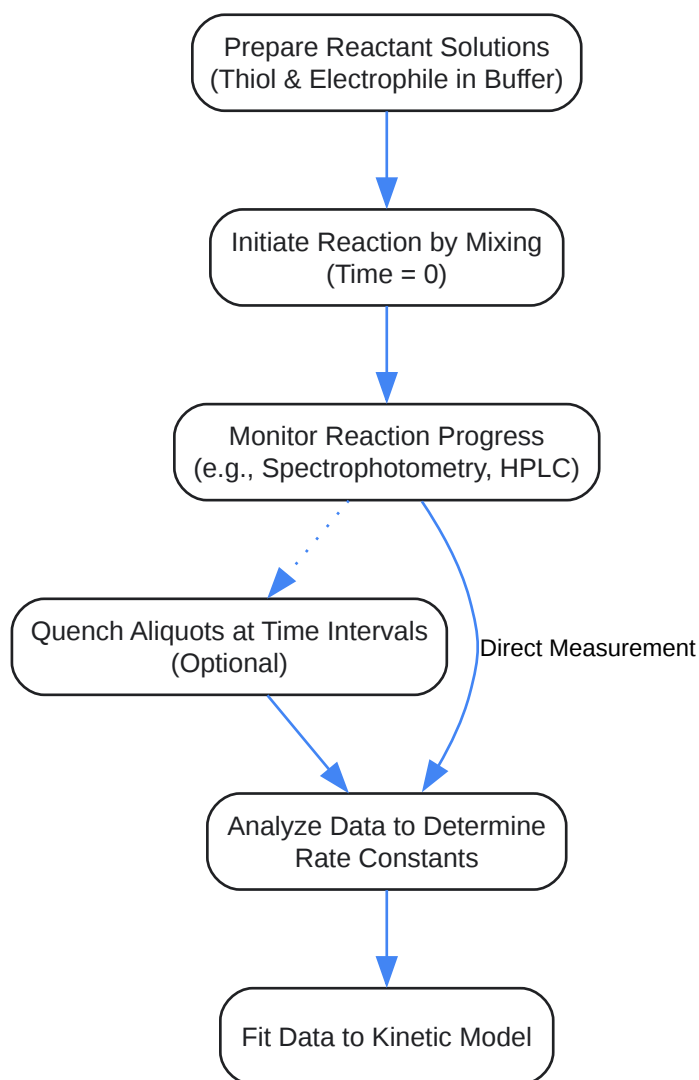 Prepare Reactant Solutions
(Thiol & Electrophile in Buffer)
Initiate Reaction by Mixing
(Time = 0)
Monitor Reaction Progress
(e.g., Spectrophotometry, HPLC)
Quench Aliquots at Time Intervals
(Optional)
Direct Measurement
Analyze Data to Determine
Rate Constants
Fit Data to Kinetic Model